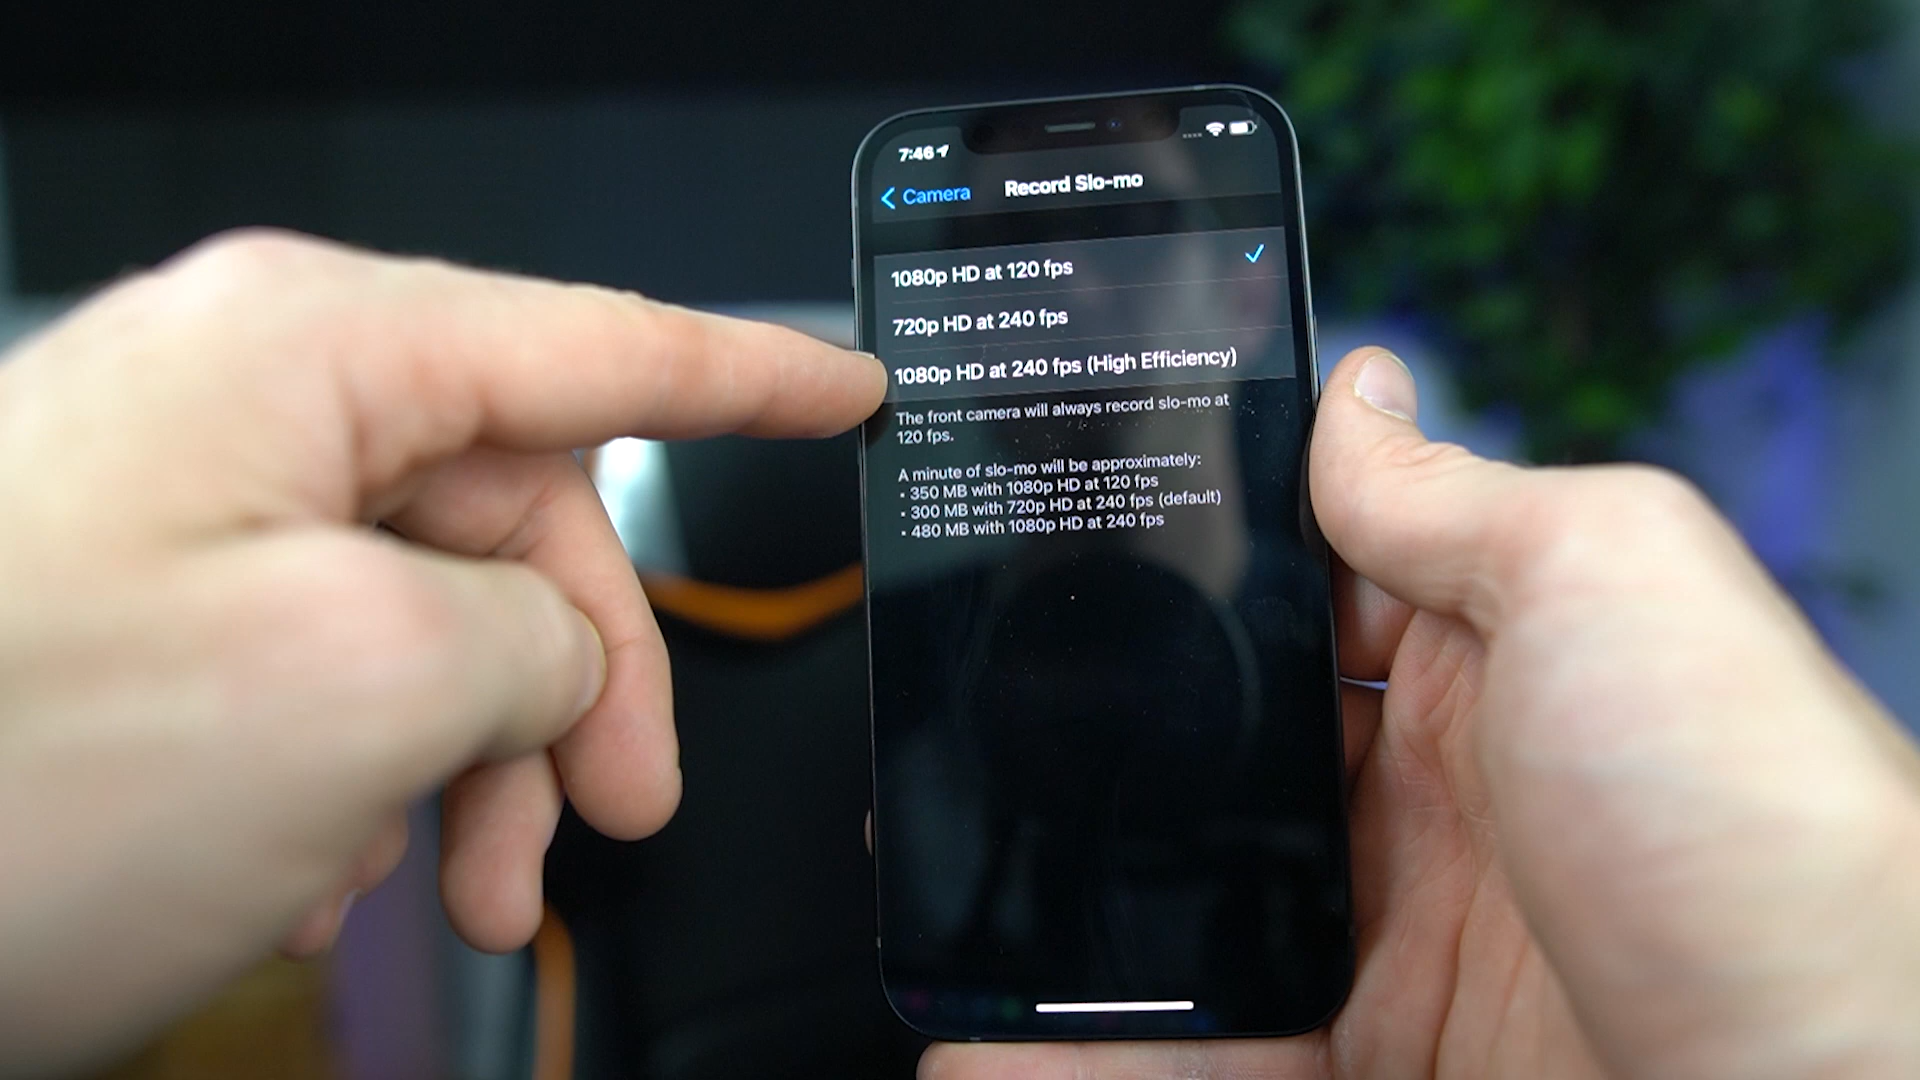 7:46
Camera
Record Slo-mo
1080p HD at 120 fps
720p HD at 240 fps
1080p HD at 240 fps (High Efficiency)
The front camera will always record slo-mo at
120 fps.
A minute of slo-mo will be approximately:
• 350 MB with 1080p HD at 120 fps
• 300 MB with 720p HD at 240 fps (default)
• 480 MB with 1080p HD at 240 fps